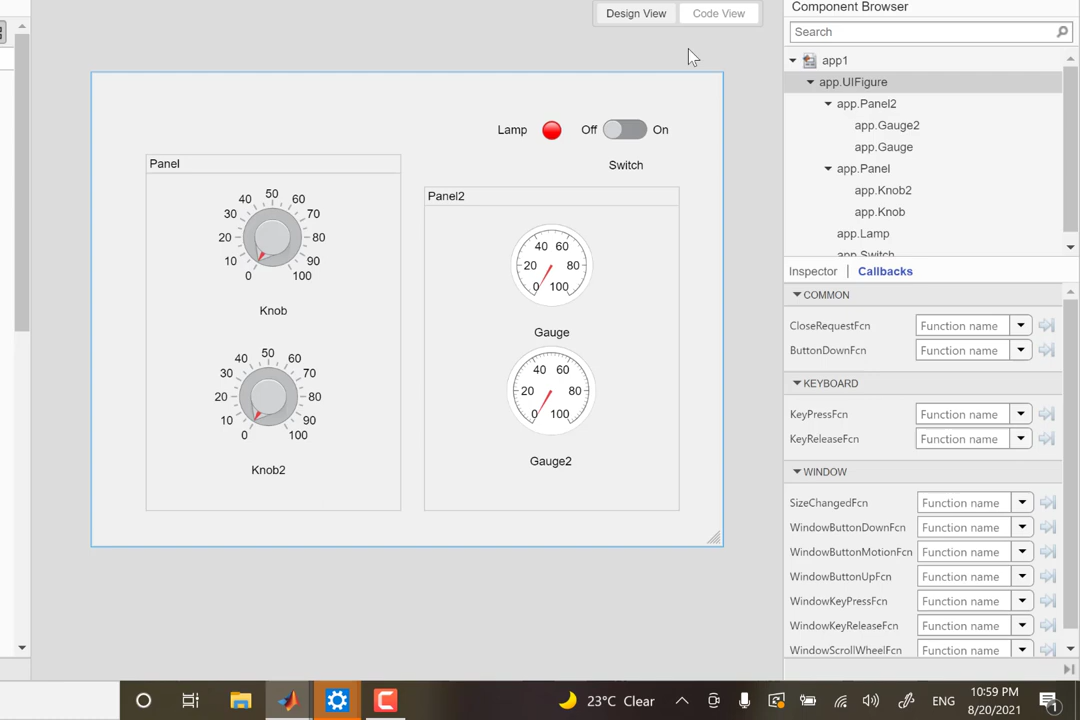 Design View
Code View
Component Browser
Search
app1
app.UIFigure
app.Panel2
app.Gauge2
app.Gauge
app.Panel
app.Knob2
app.Knob
app.Lamp
app.Switch
Lamp
Off
On
Switch
Panel
0
10
20
30
40
50
60
70
80
90
100
Knob
0
10
20
30
40
50
60
70
80
90
100
Knob2
Panel2
0
20
40
60
80
100
Gauge
0
20
40
60
80
100
Gauge2
Inspector
Callbacks
COMMON
CloseRequestFcn Function name
ButtonDownFcn Function name
KEYBOARD
KeyPressFcn Function name
KeyReleaseFcn Function name
WINDOW
SizeChangedFcn Function name
WindowButtonDownFcn Function name
WindowButtonMotionFcn Function name
WindowButtonUpFcn Function name
WindowKeyPressFcn Function name
WindowKeyReleaseFcn Function name
WindowScrollWheelFcn Function name
23°C Clear
ENG
10:59 PM
8/20/2021
1